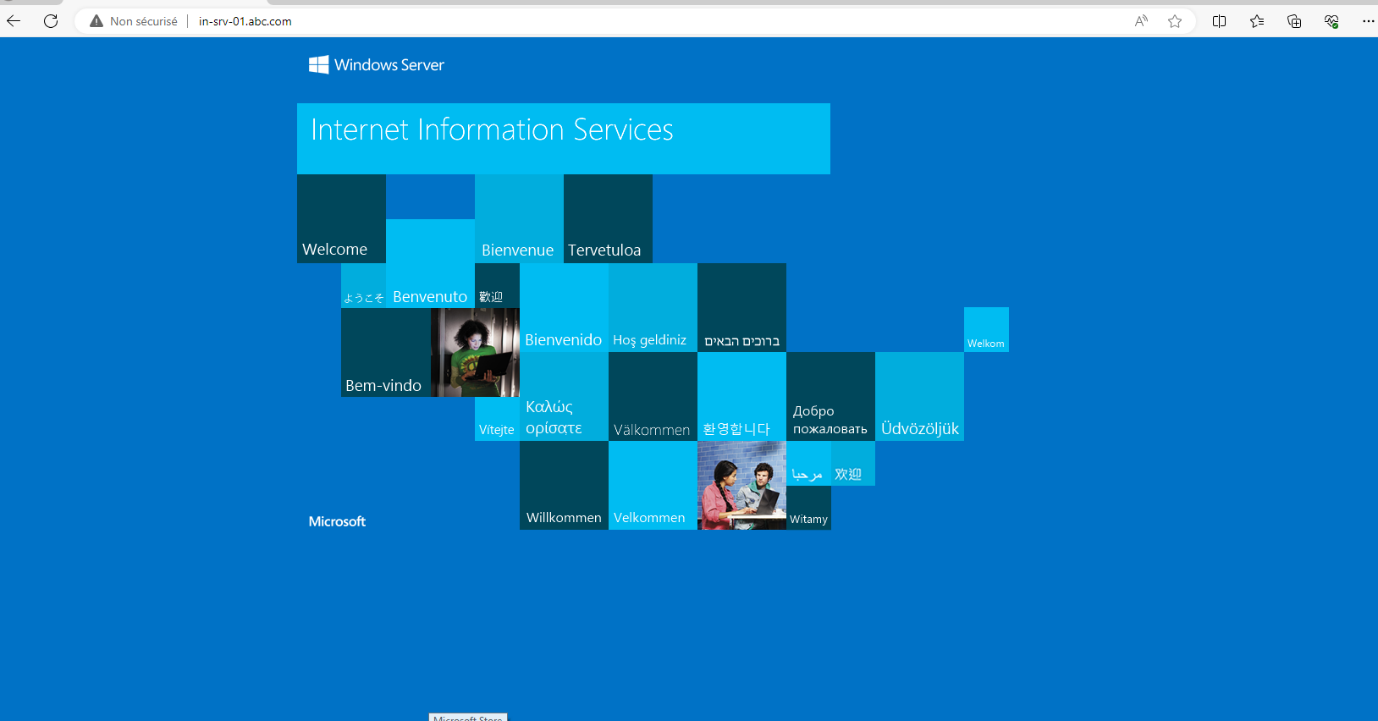 Non sécurisé
in-srv-01.abc.com
Windows Server
Internet Information Services
Welcome
Bienvenue
Tervetuloa
ようこそ
Benvenuto
歡迎
Bienvenido
Hoş geldiniz
ברוכים הבאים
Welkom
Bem-vindo
Vítejte
Καλώς
ορίσατε
Välkommen
환영합니다
Добро
пожаловать
Üdvözöljük
مرحبا
欢迎
Microsoft
Willkommen
Velkommen
Witamy
Microsoft Store